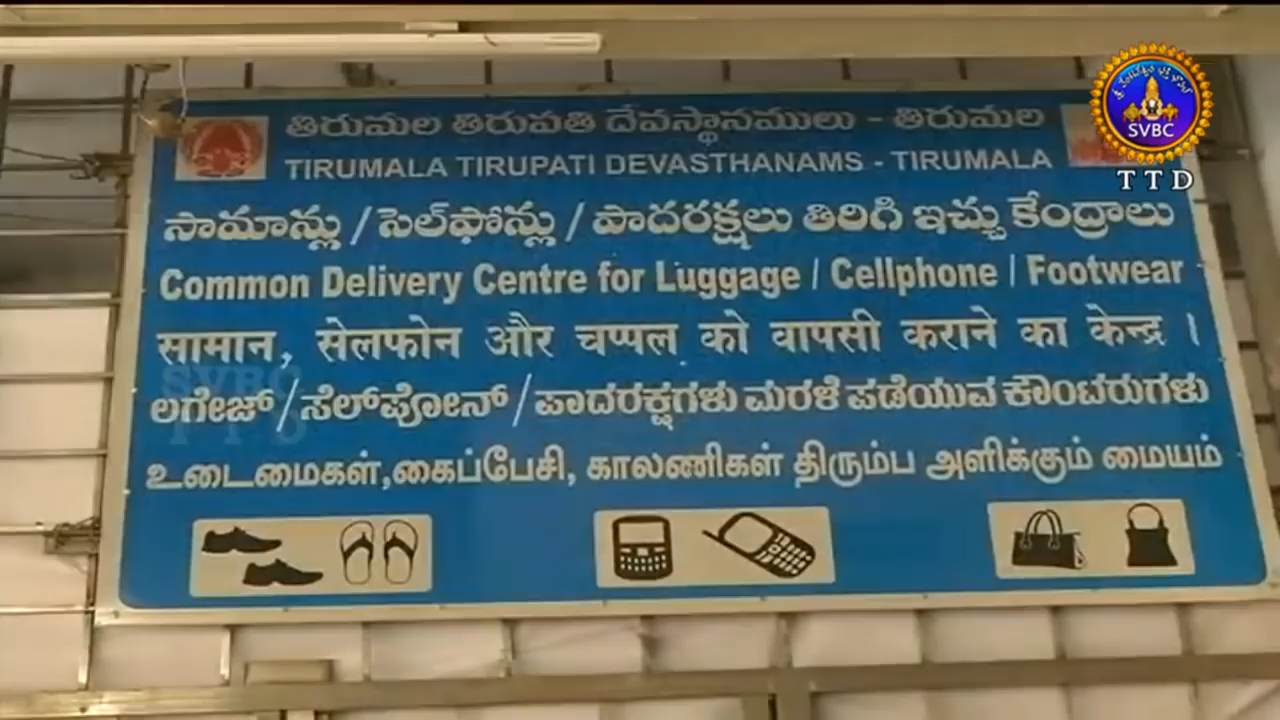 తిరుమల తిరుపతి దేవస్థానములు - తిరుమల
TIRUMALA TIRUPATI DEVASTHANAMS - TIRUMALA
సామాన్లు / సెల్‌ఫోన్లు / పాదరక్షలు తిరిగి ఇచ్చు కేంద్రాలు
Common Delivery Centre for Luggage / Cellphone / Footwear
सामान, सेलफोन और चप्पल को वापसी कराने का केन्द्र ।
ಲಗೇಜ್ / ಸೆಲ್‌ಪೋನ್ / ಪಾದರಕ್ಷಗಳು ಮರಳಿ ಪಡೆಯುವ ಕೌಂಟರುಗಳು
உடைமைகள்,கைப்பேசி, காலணிகள் திரும்ப அளிக்கும் மையம்
SVBC
TTD
SVBC
TTD